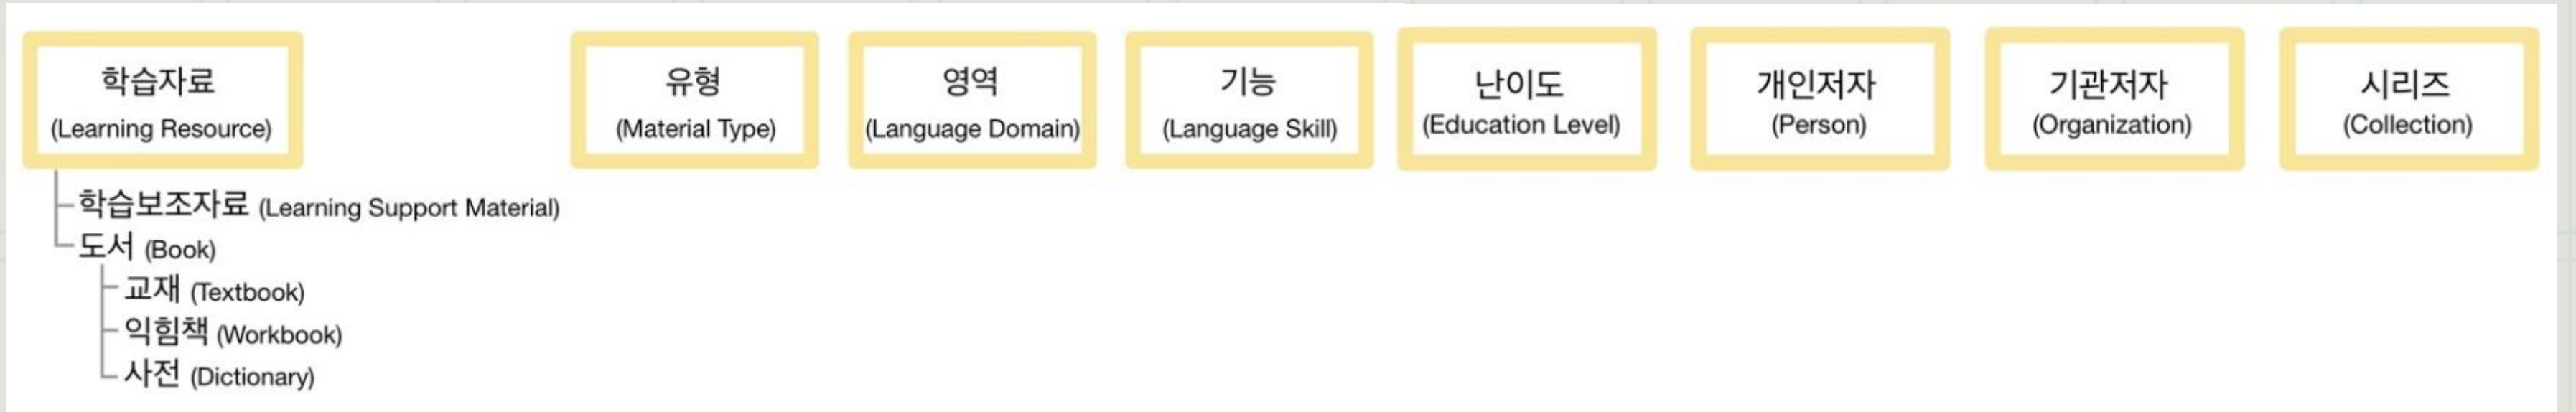 학습자료
(Learning Resource)
유형
(Material Type)
영역
(Language Domain)
기능
(Language Skill)
난이도
(Education Level)
개인저자
(Person)
기관저자
(Organization)
시리즈
(Collection)
학습보조자료 (Learning Support Material)
도서 (Book)
교재 (Textbook)
익힘책 (Workbook)
사전 (Dictionary)